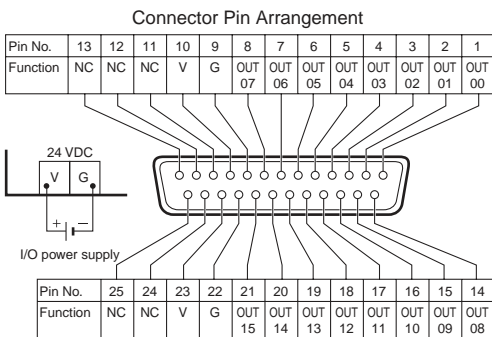 Connector Pin Arrangement
Pin No. 13 12 11 10 9 8 7 6 5 4 3 2 1
Function NC NC NC V G OUT 07 OUT 06 OUT 05 OUT 04 OUT 03 OUT 02 OUT 01 OUT 00
24 VDC
V G
+ −
I/O power supply
Pin No. 25 24 23 22 21 20 19 18 17 16 15 14
Function NC NC V G OUT 15 OUT 14 OUT 13 OUT 12 OUT 11 OUT 10 OUT 09 OUT 08